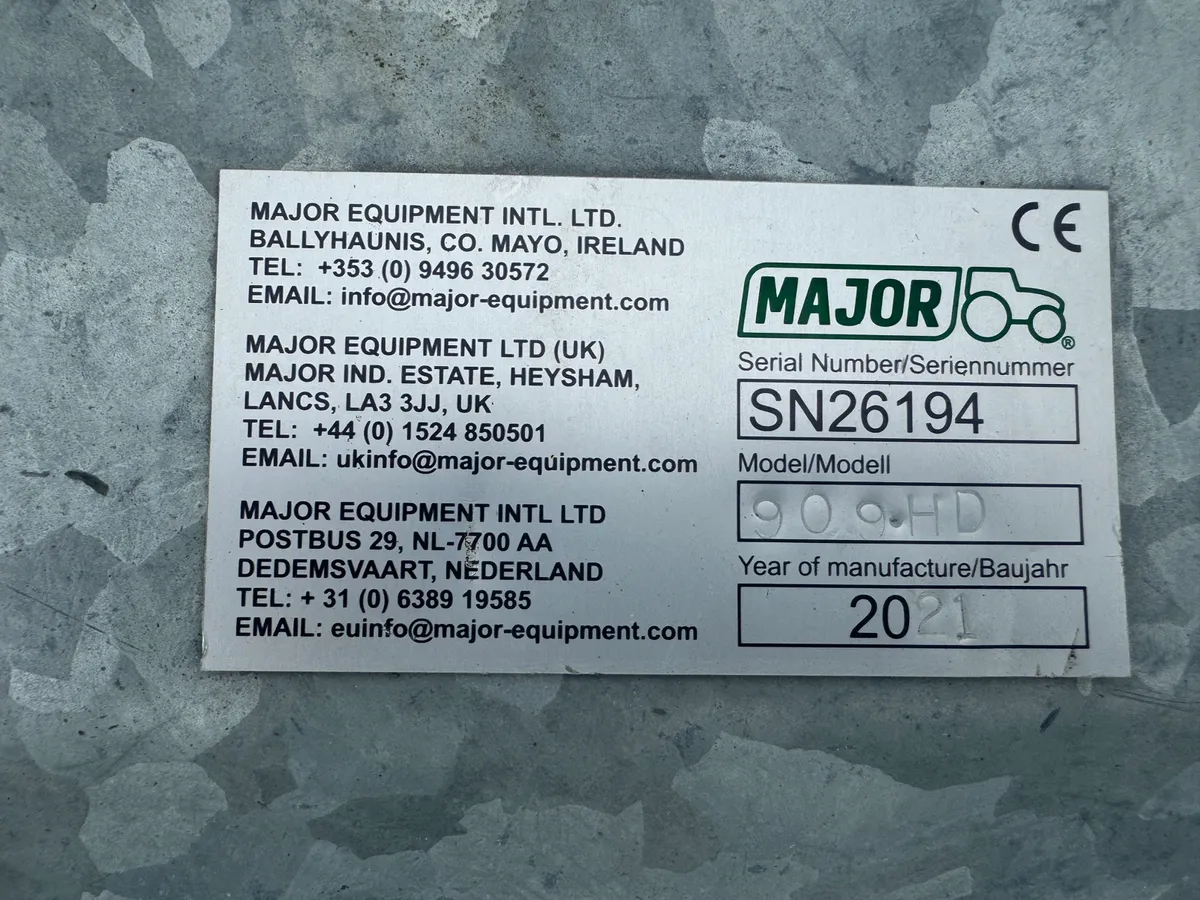 MAJOR EQUIPMENT INTL. LTD.
BALLYHAUNIS, CO. MAYO, IRELAND
TEL: +353 (0) 9496 30572
EMAIL: info@major-equipment.com
MAJOR EQUIPMENT LTD (UK)
MAJOR IND. ESTATE, HEYSHAM,
LANCS, LA3 3JJ, UK
TEL: +44 (0) 1524 850501
EMAIL: ukinfo@major-equipment.com
MAJOR EQUIPMENT INTL LTD
POSTBUS 29, NL-7700 AA
DEDEMSVAART, NEDERLAND
TEL: + 31 (0) 6389 19585
EMAIL: euinfo@major-equipment.com
CE
MAJOR ®
Serial Number/Seriennummer
SN26194
Model/Modell
909.HD
Year of manufacture/Baujahr
2021